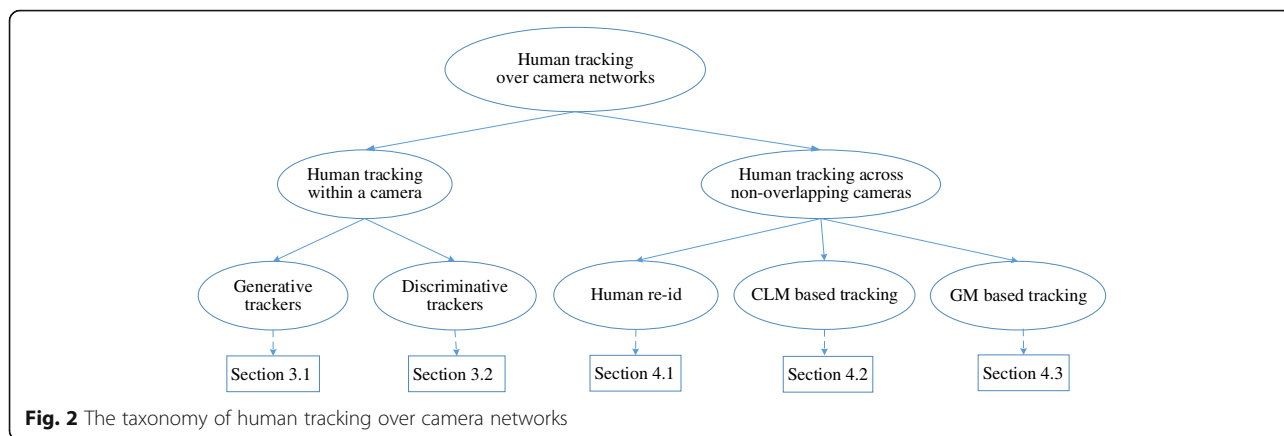 Human tracking
over camera networks
Human tracking
within a camera
Human tracking across
non-overlapping cameras
Generative
trackers
Discriminative
trackers
Human re-id
CLM based tracking
GM based tracking
Section 3.1
Section 3.2
Section 4.1
Section 4.2
Section 4.3
Fig. 2 The taxonomy of human tracking over camera networks